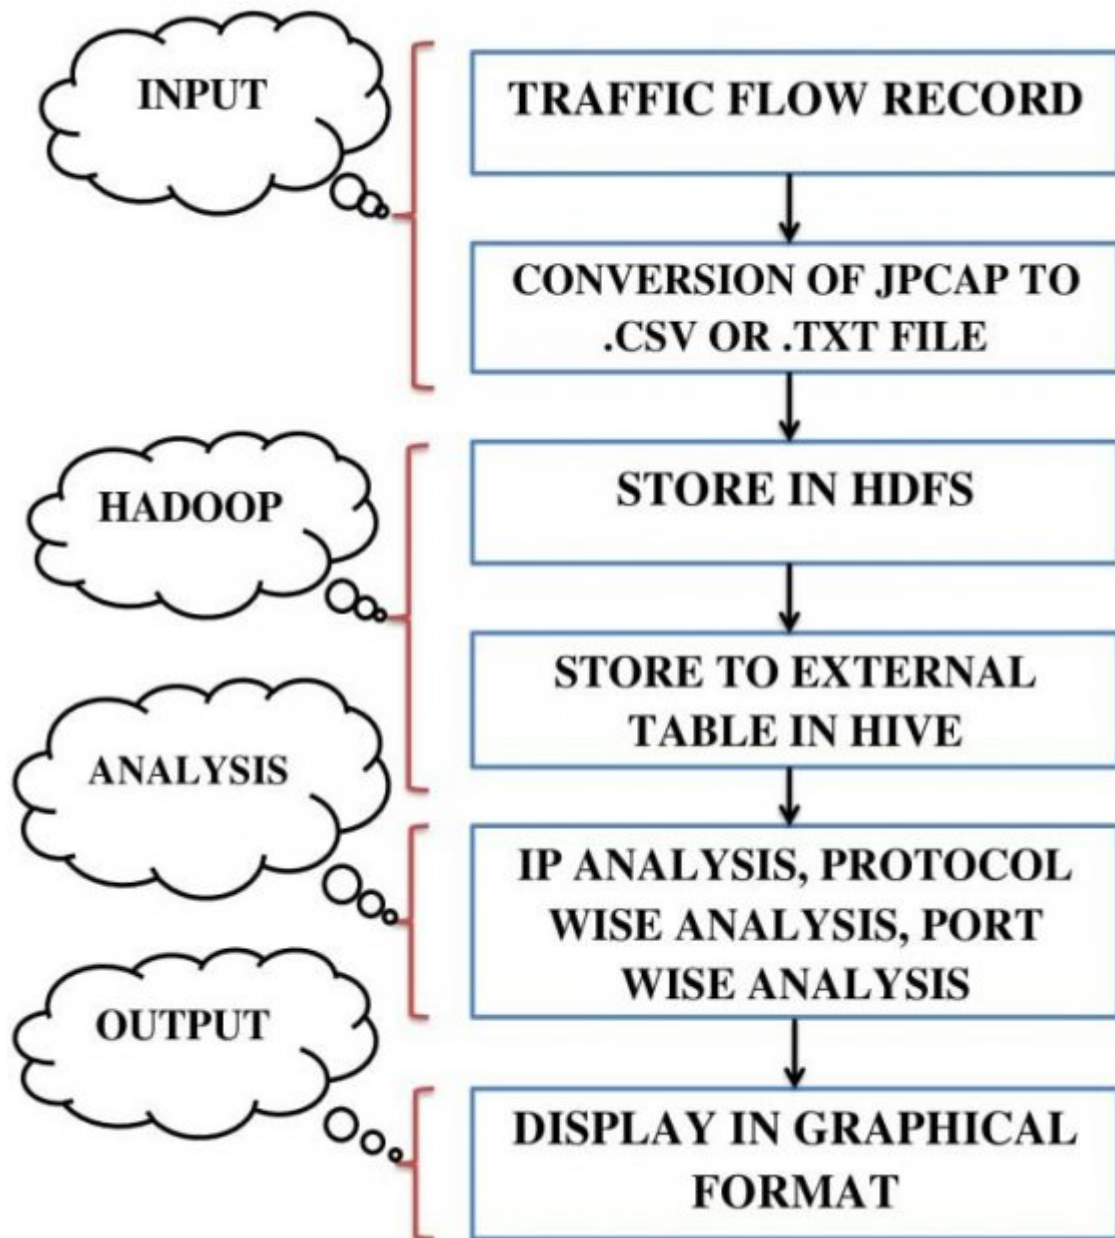 INPUT
TRAFFIC FLOW RECORD
CONVERSION OF JPCAP TO
.CSV OR .TXT FILE
HADOOP
STORE IN HDFS
STORE TO EXTERNAL
TABLE IN HIVE
ANALYSIS
IP ANALYSIS, PROTOCOL
WISE ANALYSIS, PORT
WISE ANALYSIS
OUTPUT
DISPLAY IN GRAPHICAL
FORMAT